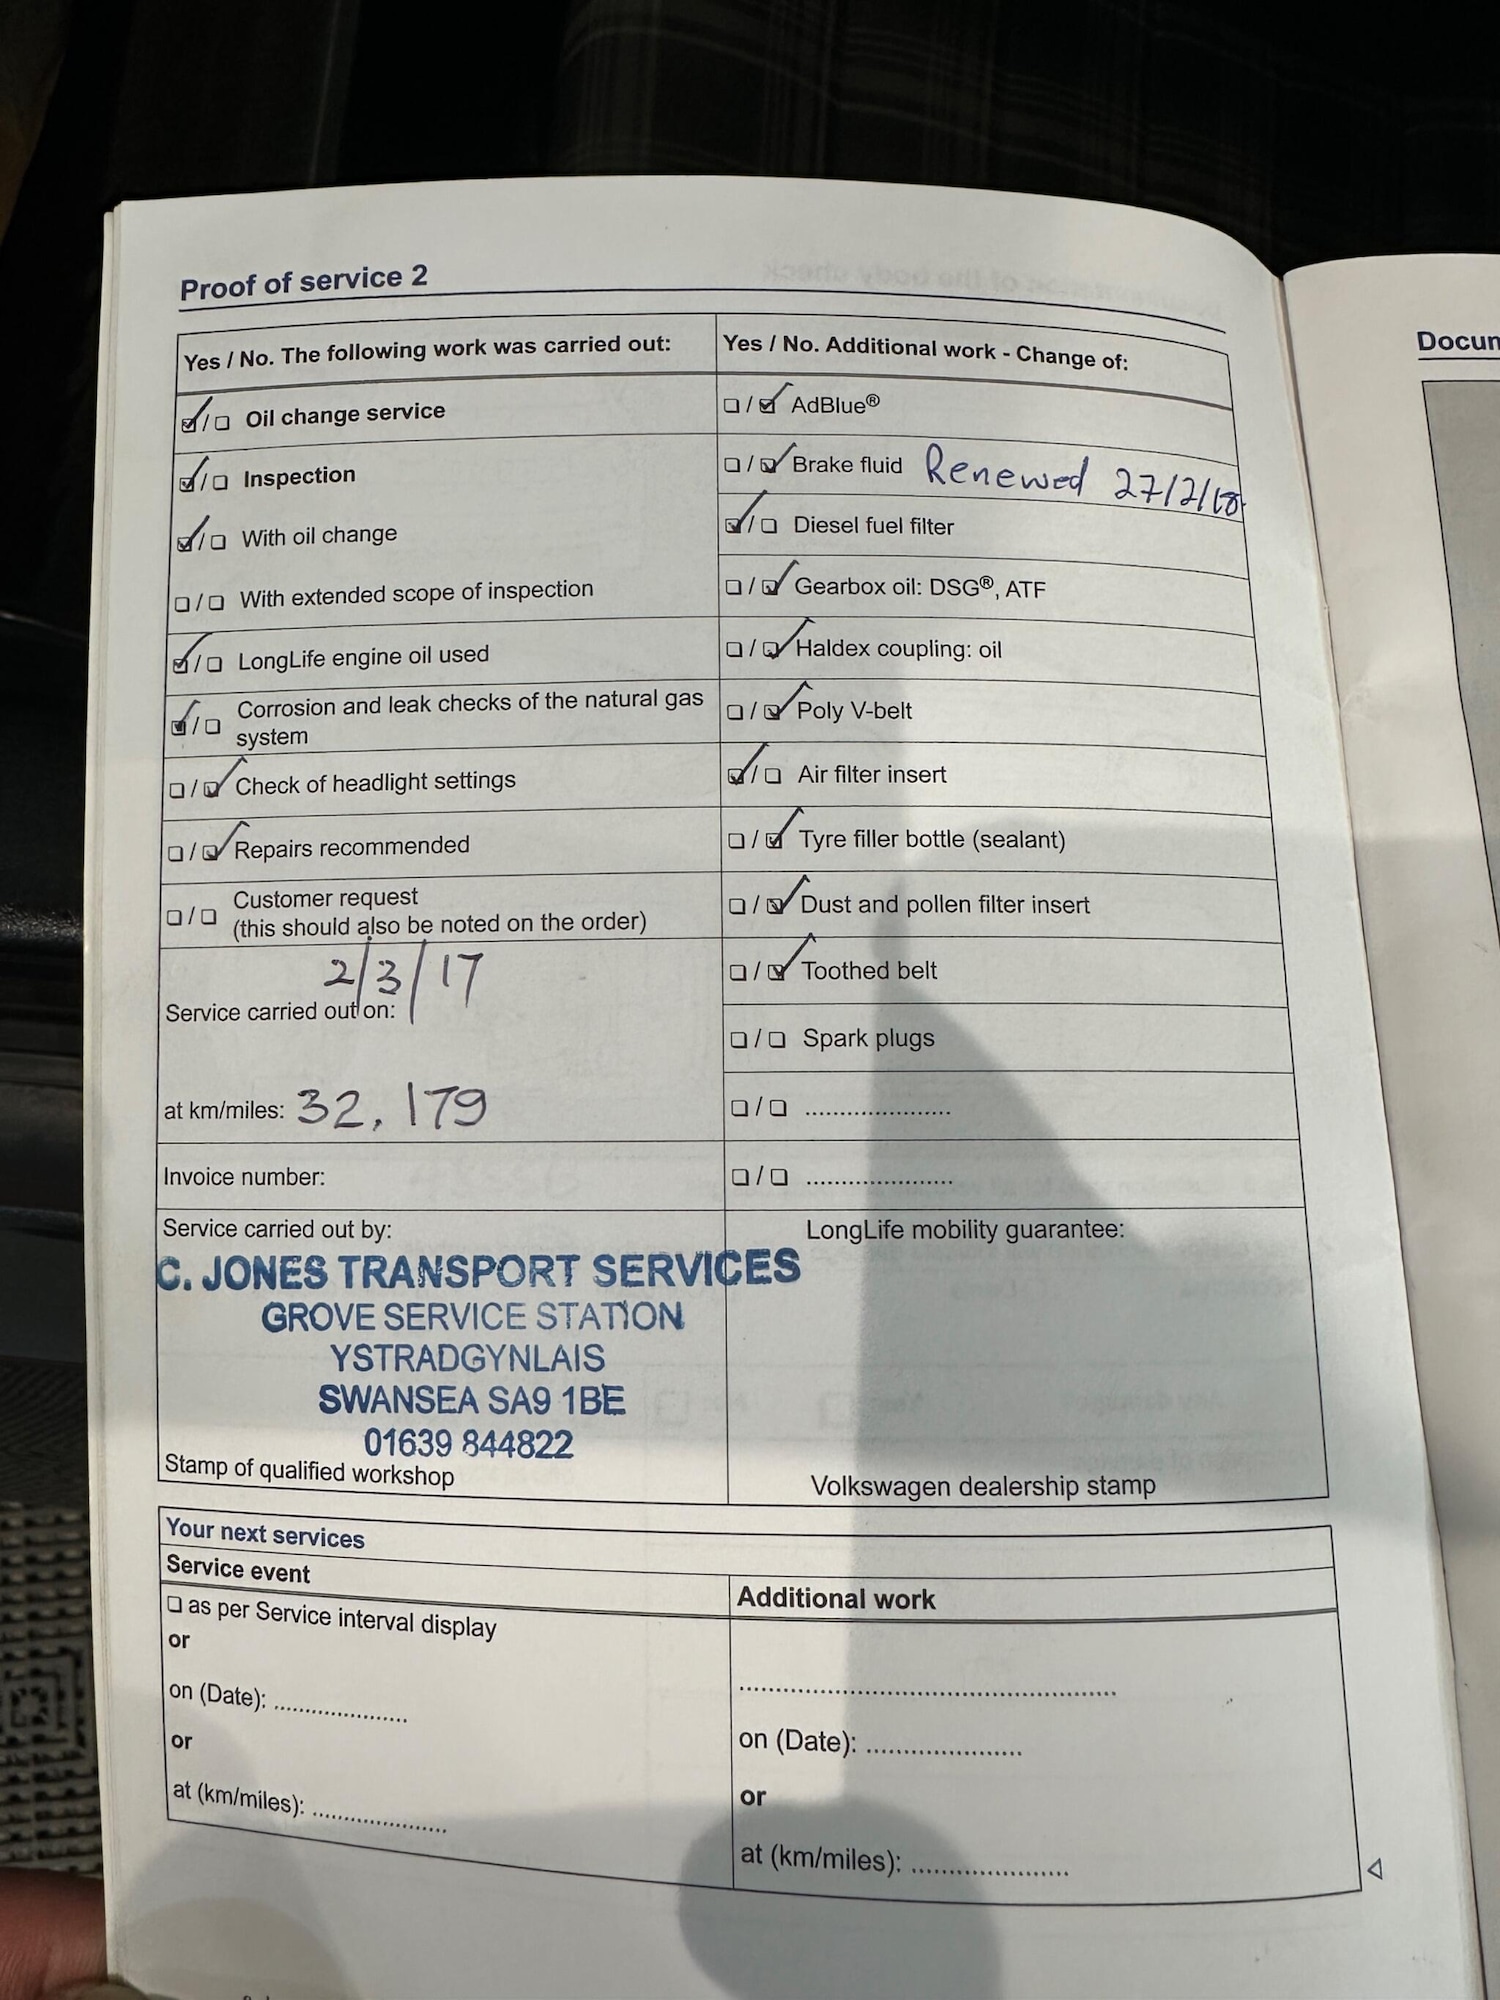 Proof of service 2
Yes / No. The following work was carried out:
☑/☐ Oil change service
☑/☐ Inspection
☑/☐ With oil change
☐/☐ With extended scope of inspection
☑/☐ LongLife engine oil used
☑/☐ Corrosion and leak checks of the natural gas
system
☐/☑ Check of headlight settings
☐/☑ Repairs recommended
☐/☐ Customer request
(this should also be noted on the order)
2/3/17
Service carried out on:
at km/miles: 32,179
Invoice number:
Service carried out by:
C. JONES TRANSPORT SERVICES
GROVE SERVICE STATION
YSTRADGYNLAIS
SWANSEA SA9 1BE
01639 844822
Stamp of qualified workshop
Yes / No. Additional work - Change of:
☐/☑ AdBlue®
☐/☑ Brake fluid Renewed 27/2/18.
☑/☐ Diesel fuel filter
☐/☑ Gearbox oil: DSG®, ATF
☐/☑ Haldex coupling: oil
☐/☑ Poly V-belt
☑/☐ Air filter insert
☐/☑ Tyre filler bottle (sealant)
☐/☑ Dust and pollen filter insert
☐/☑ Toothed belt
☐/☐ Spark plugs
☐/☐ ......................
☐/☐ ......................
LongLife mobility guarantee:
Volkswagen dealership stamp
Your next services
Service event
☐ as per Service interval display
or
on (Date): ....................
or
at (km/miles): ....................
Additional work
......................................................
on (Date): ......................
or
at (km/miles): ......................
Docum